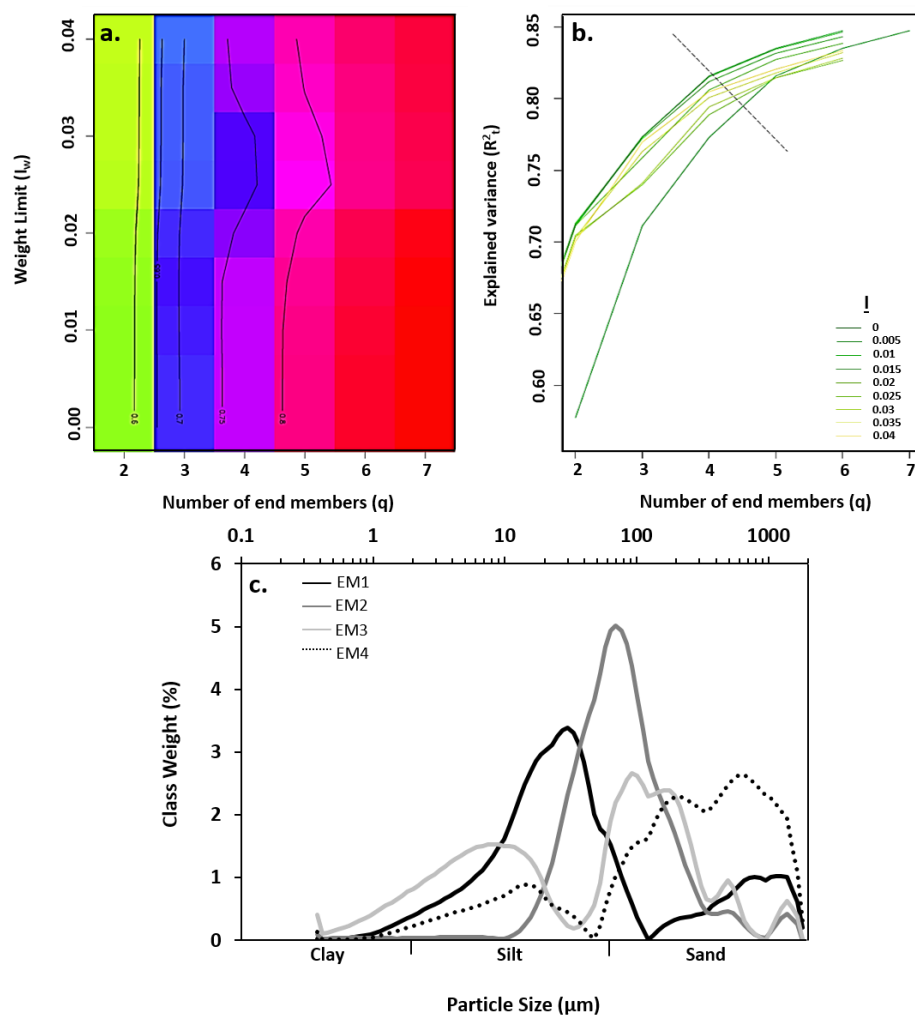 a.
Weight Limit (lw)
0.04
0.03
0.02
0.01
0.00
0.6
0.7
0.75
0.8
2 3 4 5 6 7
Number of end members (q)
b.
Explained variance (R²t)
0.85
0.80
0.75
0.70
0.65
0.60
l
0
0.005
0.01
0.015
0.02
0.025
0.03
0.035
0.04
2 3 4 5 6 7
Number of end members (q)
0.1 1 10 100 1000
c.
Class Weight (%)
6
5
4
3
2
1
0
EM1
EM2
EM3
EM4
Clay Silt Sand
Particle Size (μm)